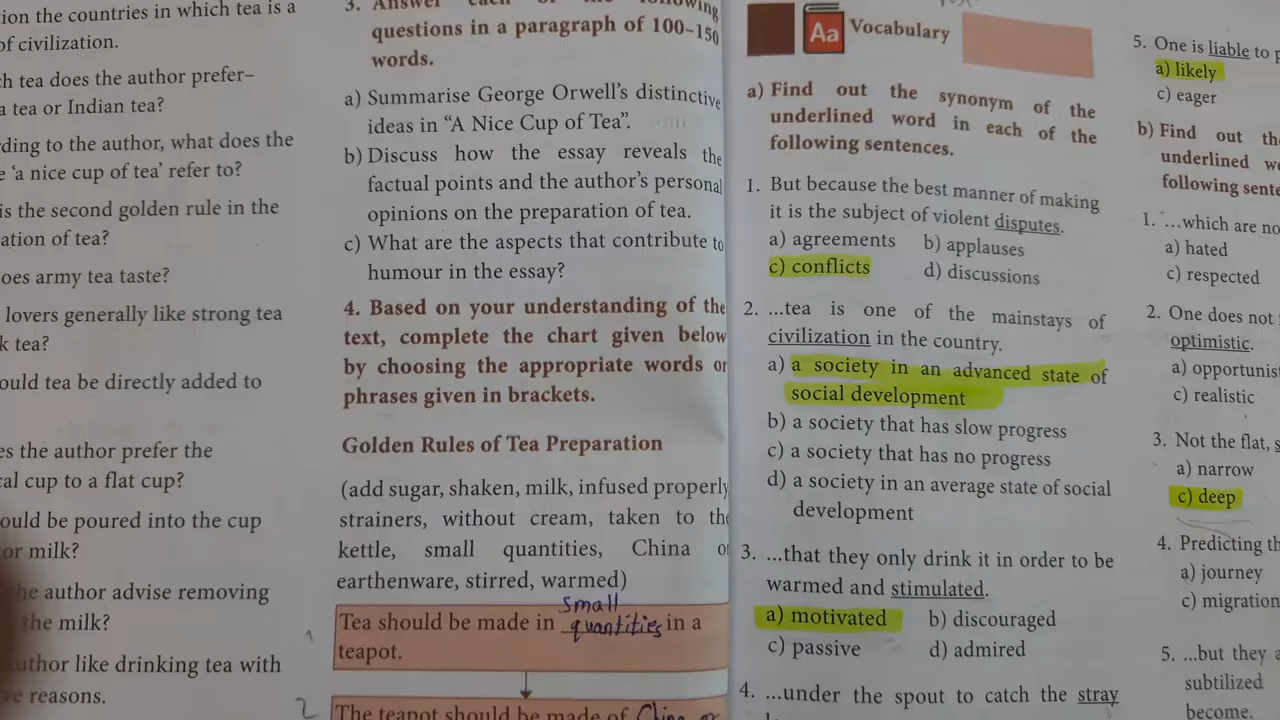 ion the countries in which tea is a
of civilization.
ch tea does the author prefer–
a tea or Indian tea?
ding to the author, what does the
e 'a nice cup of tea' refer to?
is the second golden rule in the
ation of tea?
oes army tea taste?
lovers generally like strong tea
k tea?
ould tea be directly added to
es the author prefer the
cal cup to a flat cup?
ould be poured into the cup
or milk?
he author advise removing
the milk?
author like drinking tea with
ve reasons.
3. Answer each of the following
questions in a paragraph of 100–150
words.
a) Summarise George Orwell's distinctive
ideas in “A Nice Cup of Tea”.
b) Discuss how the essay reveals the
factual points and the author's personal
opinions on the preparation of tea.
c) What are the aspects that contribute to
humour in the essay?
4. Based on your understanding of the
text, complete the chart given below
by choosing the appropriate words or
phrases given in brackets.
Golden Rules of Tea Preparation
(add sugar, shaken, milk, infused properly
strainers, without cream, taken to the
kettle, small quantities, China or
earthenware, stirred, warmed)
small
1 Tea should be made in quantities in a
teapot.
2 The teapot should be made of China or
Aa Vocabulary
a) Find out the synonym of the
underlined word in each of the
following sentences.
1. But because the best manner of making
it is the subject of violent disputes.
a) agreements b) applauses
c) conflicts d) discussions
2. ...tea is one of the mainstays of
civilization in the country.
a) a society in an advanced state of
social development
b) a society that has slow progress
c) a society that has no progress
d) a society in an average state of social
development
3. ...that they only drink it in order to be
warmed and stimulated.
a) motivated b) discouraged
c) passive d) admired
4. ...under the spout to catch the stray
5. One is liable to p
a) likely
c) eager
b) Find out the
underlined wo
following sente
1. ...which are no
a) hated
c) respected
2. One does not
optimistic.
a) opportunist
c) realistic
3. Not the flat, s
a) narrow
c) deep
4. Predicting th
a) journey
c) migration
5. ...but they a
subtilized
become.